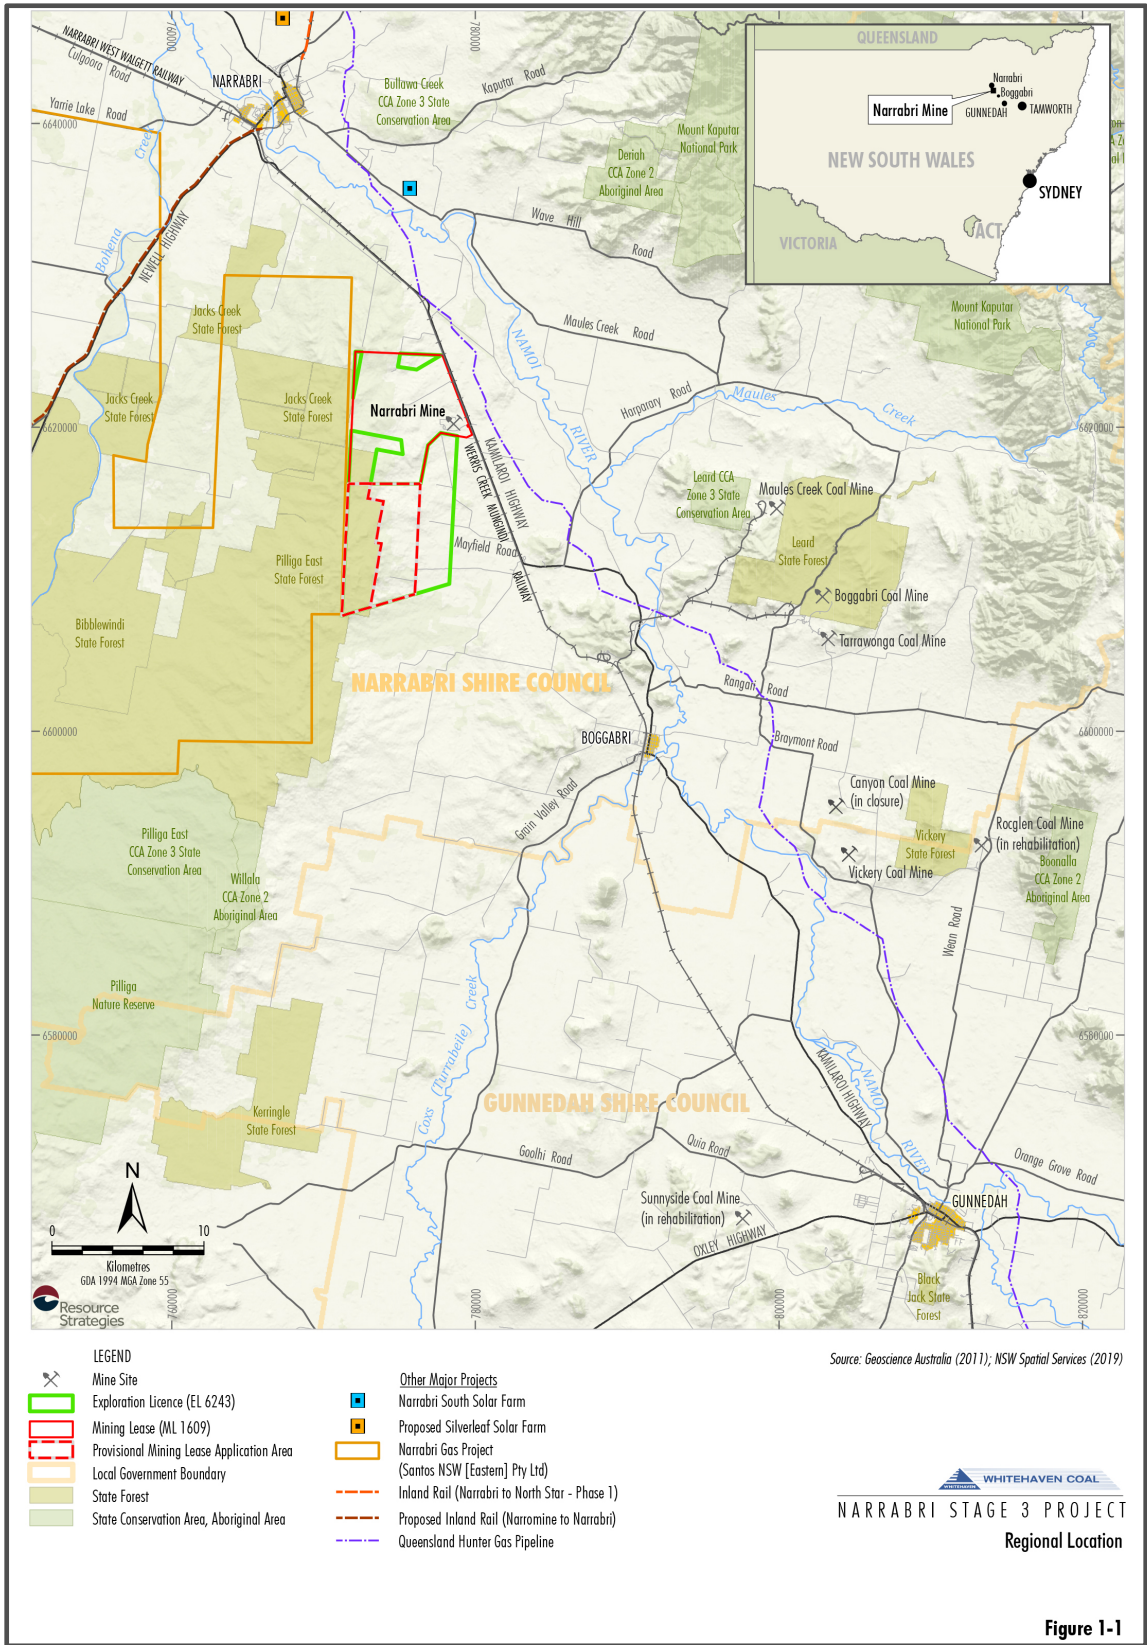 760000
780000
NARRABRI WEST WALGETT RAILWAY
Culgoora Road
NARRABRI
Yarrie Lake Road
6640000
Creek
Bohena
NEWELL HIGHWAY
Bullawa Creek
CCA Zone 3 State
Conservation Area
Kaputar Road
Mount Kaputar
National Park
Deriah
CCA Zone 2
Aboriginal Area
Wave Hill
Road
QUEENSLAND
Narrabri
Boggabri
Narrabri Mine
GUNNEDAH
TAMWORTH
NEW SOUTH WALES
SYDNEY
ACT
VICTORIA
Mount Kaputar
National Park
Jacks Creek
State Forest
Maules Creek Road
NAMOI
RIVER
Harparary Road
Maules
Creek
Jacks Creek
State Forest
Jacks Creek
State Forest
Narrabri Mine
6620000
6620000
KAMILAROI HIGHWAY
WERRIS CREEK MUNGINDI
RAILWAY
Leard CCA
Zone 3 State
Conservation Area
Maules Creek Coal Mine
Leard
State Forest
Mayfield Road
Pilliga East
State Forest
Boggabri Coal Mine
Bibblewindi
State Forest
Tarrawonga Coal Mine
NARRABRI SHIRE COUNCIL
Rangari Road
6600000
6600000
BOGGABRI
Braymont Road
Canyon Coal Mine
(in closure)
Grain Valley Road
Rocglen Coal Mine
(in rehabilitation)
Vickery
State Forest
Vickery Coal Mine
Boonalla
CCA Zone 2
Aboriginal Area
Pilliga East
CCA Zone 3 State
Conservation Area
Willala
CCA Zone 2
Aboriginal Area
Wean Road
Pilliga
Nature Reserve
Coxs (Turrabeile) Creek
6580000
6580000
KAMILAROI HIGHWAY
NAMOI
RIVER
GUNNEDAH SHIRE COUNCIL
Kerringle
State Forest
Goolhi Road
Quia Road
Orange Grove Road
Sunnyside Coal Mine
(in rehabilitation)
OXLEY HIGHWAY
GUNNEDAH
Black
Jack State
Forest
N
0 10
Kilometres
GDA 1994 MGA Zone 55
Resource
Strategies
760000
780000
800000
820000
Source: Geoscience Australia (2011); NSW Spatial Services (2019)
LEGEND
Mine Site
Exploration Licence (EL 6243)
Mining Lease (ML 1609)
Provisional Mining Lease Application Area
Local Government Boundary
State Forest
State Conservation Area, Aboriginal Area
Other Major Projects
Narrabri South Solar Farm
Proposed Silverleaf Solar Farm
Narrabri Gas Project
(Santos NSW [Eastern] Pty Ltd)
Inland Rail (Narrabri to North Star - Phase 1)
Proposed Inland Rail (Narromine to Narrabri)
Queensland Hunter Gas Pipeline
WHITEHAVEN
WHITEHAVEN COAL
NARRABRI STAGE 3 PROJECT
Regional Location
Figure 1-1